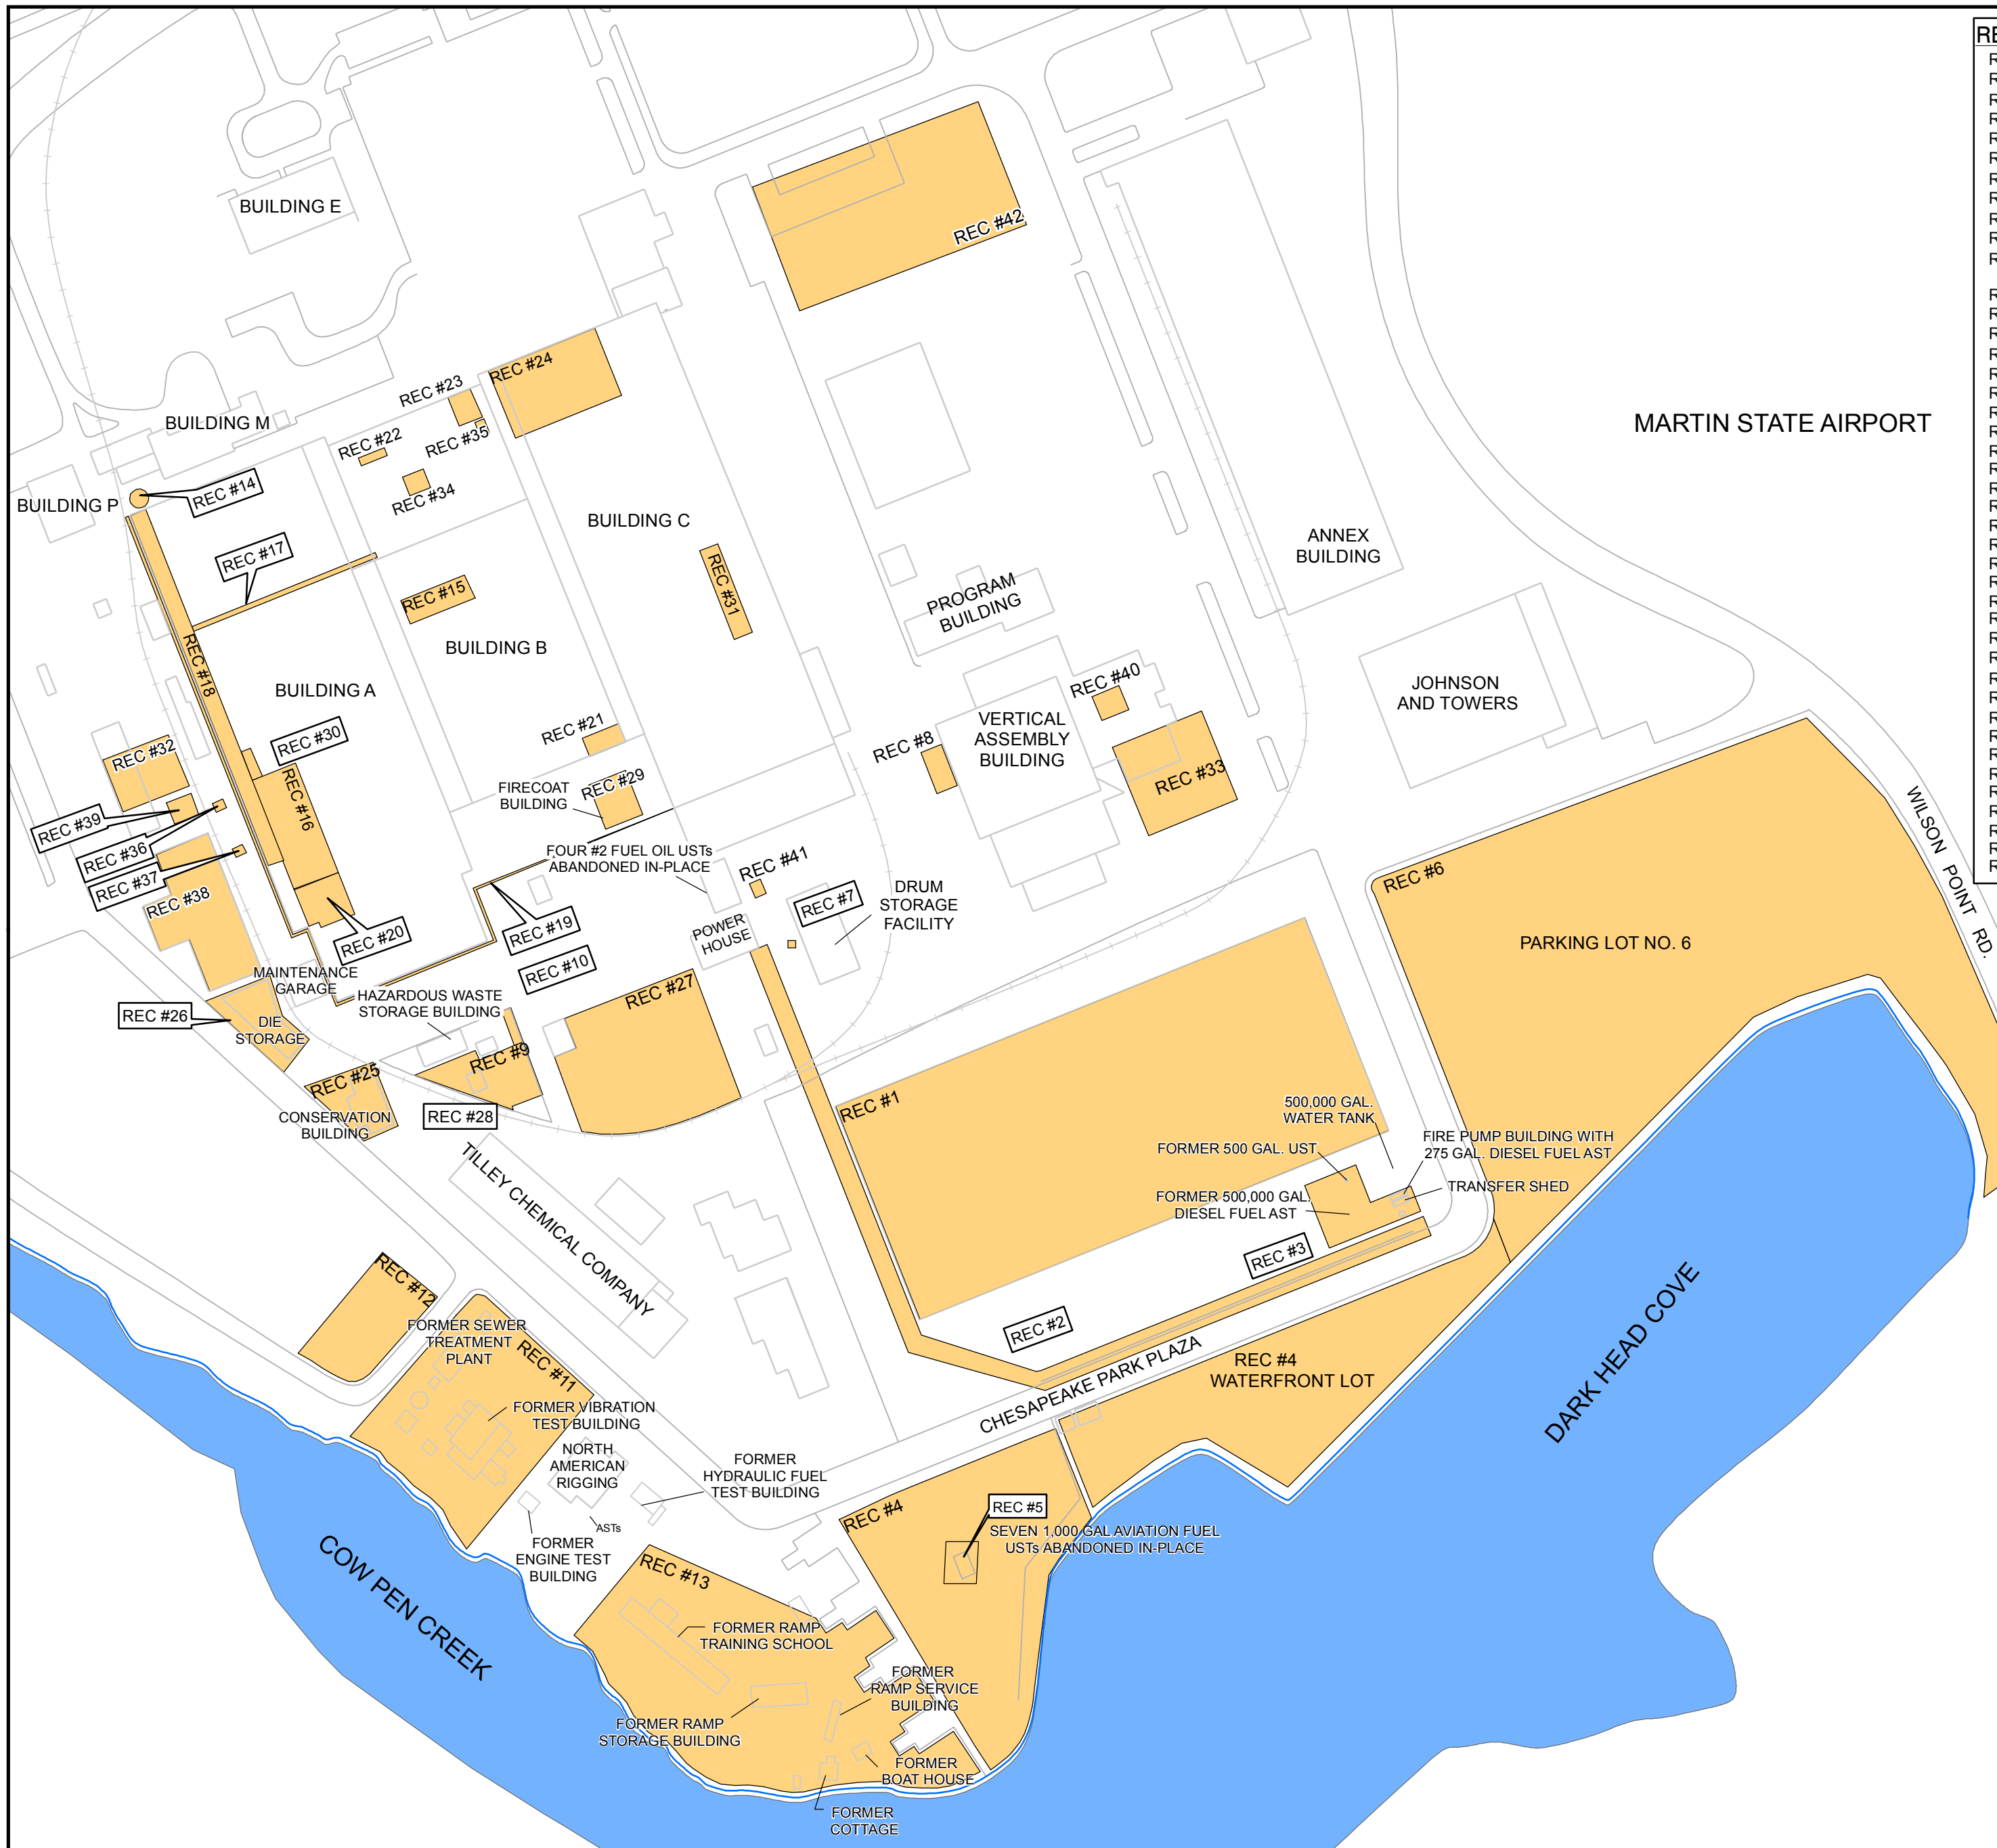 BUILDING E
REC #42
REC #24
REC #23
REC #35
REC #22
REC #34
BUILDING M
REC #14
BUILDING P
MARTIN STATE AIRPORT
BUILDING C
REC #17
ANNEX
BUILDING
REC #31
REC #15
PROGRAM
BUILDING
BUILDING B
REC #18
BUILDING A
REC #40
JOHNSON
AND TOWERS
REC #21
VERTICAL
ASSEMBLY
BUILDING
REC #8
REC #30
REC #32
REC #16
REC #29
FIRECOAT
BUILDING
REC #33
REC #39
REC #36
REC #37
REC #38
FOUR #2 FUEL OIL USTs
ABANDONED IN-PLACE
REC #41
REC #7
DRUM
STORAGE
FACILITY
REC #6
WILSON POINT RD.
PARKING LOT NO. 6
REC #20
REC #19
REC #10
POWER
HOUSE
MAINTENANCE
GARAGE
HAZARDOUS WASTE
STORAGE BUILDING
REC #27
REC #26
DIE
STORAGE
REC #9
REC #25
REC #28
CONSERVATION
BUILDING
REC #1
500,000 GAL.
WATER TANK
FORMER 500 GAL. UST
FIRE PUMP BUILDING WITH
275 GAL. DIESEL FUEL AST
TRANSFER SHED
FORMER 500,000 GAL.
DIESEL FUEL AST
TILLEY CHEMICAL COMPANY
REC #3
REC #2
REC #12
FORMER SEWER
TREATMENT
PLANT
REC #11
CHESAPEAKE PARK PLAZA
REC #4
WATERFRONT LOT
DARK HEAD COVE
FORMER VIBRATION
TEST BUILDING
NORTH
AMERICAN
RIGGING
FORMER
HYDRAULIC FUEL
TEST BUILDING
ASTs
FORMER
ENGINE TEST
BUILDING
REC #4
REC #5
SEVEN 1,000 GAL AVIATION FUEL
USTs ABANDONED IN-PLACE
COW PEN CREEK
REC #13
FORMER RAMP
TRAINING SCHOOL
FORMER
RAMP SERVICE
BUILDING
FORMER RAMP
STORAGE BUILDING
FORMER
BOAT HOUSE
FORMER
COTTAGE